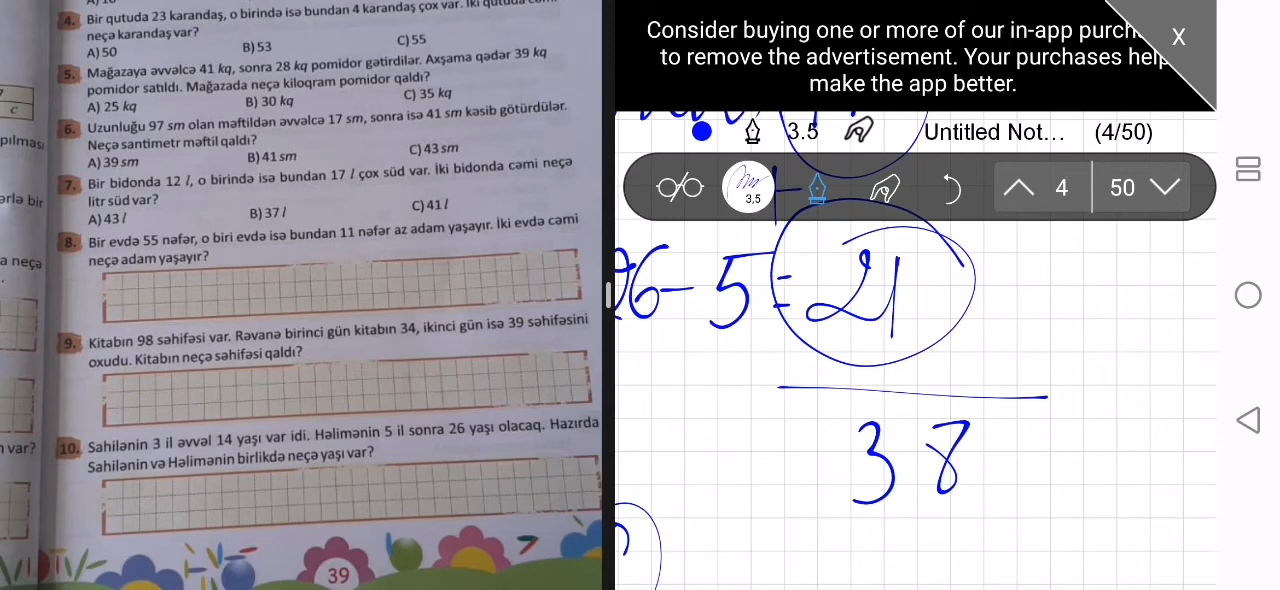 4. Bir qutuda 23 karandaş, o birində isə bundan 4 karandaş çox var. İki qutuda
neçə karandaş var?
A) 50 B) 53 C) 55
5. Mağazaya əvvəlcə 41 kq, sonra 28 kq pomidor gətirdilər. Axşama qədər 39 kq
pomidor satıldı. Mağazada neçə kiloqram pomidor qaldı?
A) 25 kq B) 30 kq C) 35 kq
6. Uzunluğu 97 sm olan məftildən əvvəlcə 17 sm, sonra isə 41 sm kəsib götürdülər.
Neçə santimetr məftil qaldı?
A) 39 sm B) 41 sm C) 43 sm
7. Bir bidonda 12 l, o birində isə bundan 17 l çox süd var. İki bidonda cəmi neçə
litr süd var?
A) 43 l B) 37 l C) 41 l
8. Bir evdə 55 nəfər, o biri evdə isə bundan 11 nəfər az adam yaşayır. İki evdə cəmi
neçə adam yaşayır?
9. Kitabın 98 səhifəsi var. Rəvanə birinci gün kitabın 34, ikinci gün isə 39 səhifəsini
oxudu. Kitabın neçə səhifəsi qaldı?
10. Sahilənin 3 il əvvəl 14 yaşı var idi. Həlimənin 5 il sonra 26 yaşı olacaq. Hazırda
Sahilənin və Həlimənin birlikdə neçə yaşı var?
39
c
bir
a neçə
var?
Consider buying one or more of our in-app purch
to remove the advertisement. Your purchases help
make the app better.
X
3.5 Untitled Not... (4/50)
3,5 4 50
26-5=21
38